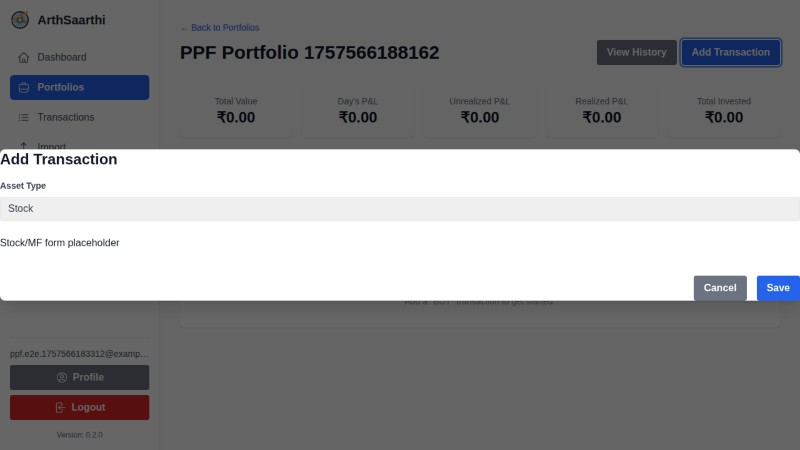 ArthSaarthi
Dashboard
Portfolios
Transactions
Import
← Back to Portfolios
PPF Portfolio 1757566188162
View History
Add Transaction
Total Value
₹0.00
Day's P&L
₹0.00
Unrealized P&L
₹0.00
Realized P&L
₹0.00
Total Invested
₹0.00
Add Transaction
Asset Type
Stock
Stock/MF form placeholder
Cancel
Save
Add a "BUY" transaction to get started.
ppf.e2e.1757566183312@examp...
Profile
Logout
Version: 0.2.0